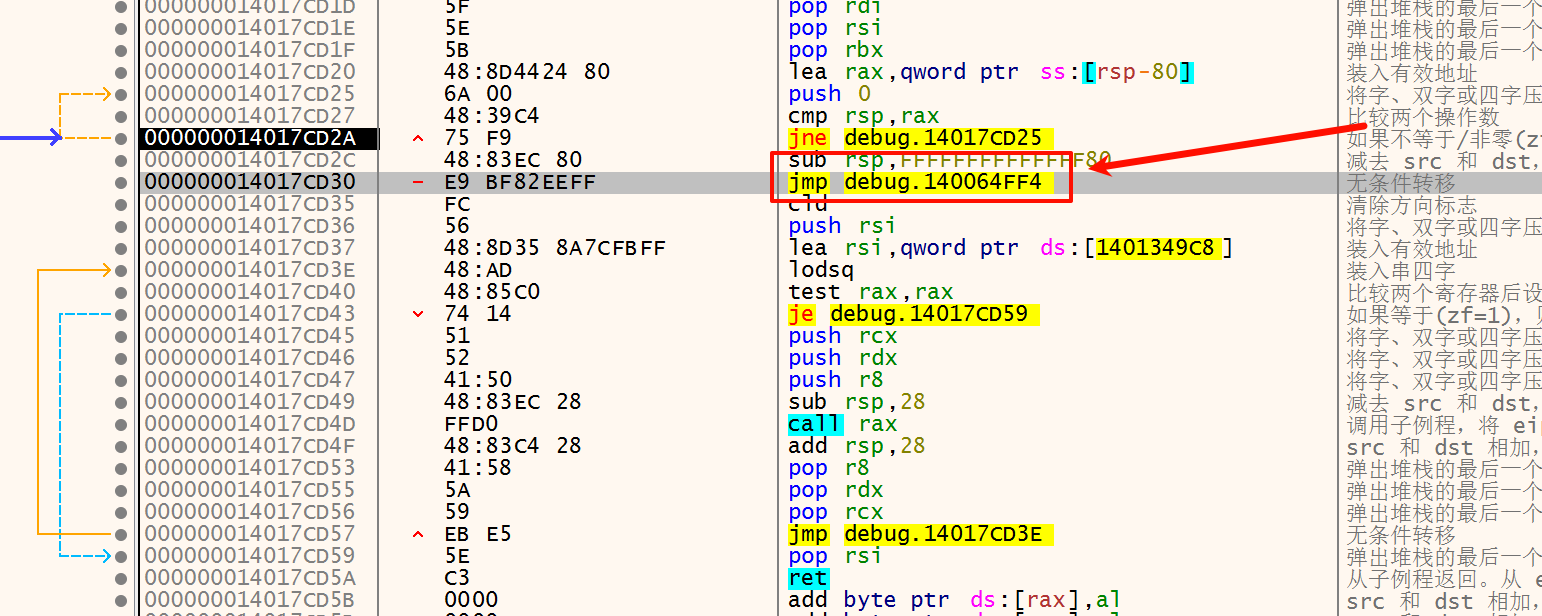 000000014017CD1D 5F pop rdi 弹出堆栈的最后一个
000000014017CD1E 5E pop rsi 弹出堆栈的最后一个
000000014017CD1F 5B pop rbx 弹出堆栈的最后一个
000000014017CD20 48:8D4424 80 lea rax,qword ptr ss:[rsp-80] 装入有效地址
000000014017CD25 6A 00 push 0 将字、双字或四字压
000000014017CD27 48:39C4 cmp rsp,rax 比较两个操作数
000000014017CD2A ^ 75 F9 jne debug.14017CD25 如果不等于/非零(z
000000014017CD2C 48:83EC 80 sub rsp,FFFFFFFFFFFFFF80 减去 src 和 dst,
000000014017CD30 - E9 BF82EEFF jmp debug.140064FF4 无条件转移
000000014017CD35 FC cld 清除方向标志
000000014017CD36 56 push rsi 将字、双字或四字压
000000014017CD37 48:8D35 8A7CFBFF lea rsi,qword ptr ds:[1401349C8] 装入有效地址
000000014017CD3E 48:AD lodsq 装入串四字
000000014017CD40 48:85C0 test rax,rax 比较两个寄存器后设
000000014017CD43 74 14 je debug.14017CD59 如果等于(zf=1),
000000014017CD45 51 push rcx 将字、双字或四字压
000000014017CD46 52 push rdx 将字、双字或四字压
000000014017CD47 41:50 push r8 将字、双字或四字压
000000014017CD49 48:83EC 28 sub rsp,28 减去 src 和 dst,
000000014017CD4D FFD0 call rax 调用子例程，将 ei
000000014017CD4F 48:83C4 28 add rsp,28 src 和 dst 相加,
000000014017CD53 41:58 pop r8 弹出堆栈的最后一个
000000014017CD55 5A pop rdx 弹出堆栈的最后一个
000000014017CD56 59 pop rcx 弹出堆栈的最后一个
000000014017CD57 ^ EB E5 jmp debug.14017CD3E 无条件转移
000000014017CD59 5E pop rsi 弹出堆栈的最后一个
000000014017CD5A C3 ret 从子例程返回。从 e
000000014017CD5B 0000 add byte ptr ds:[rax],al src 和 dst 相加,